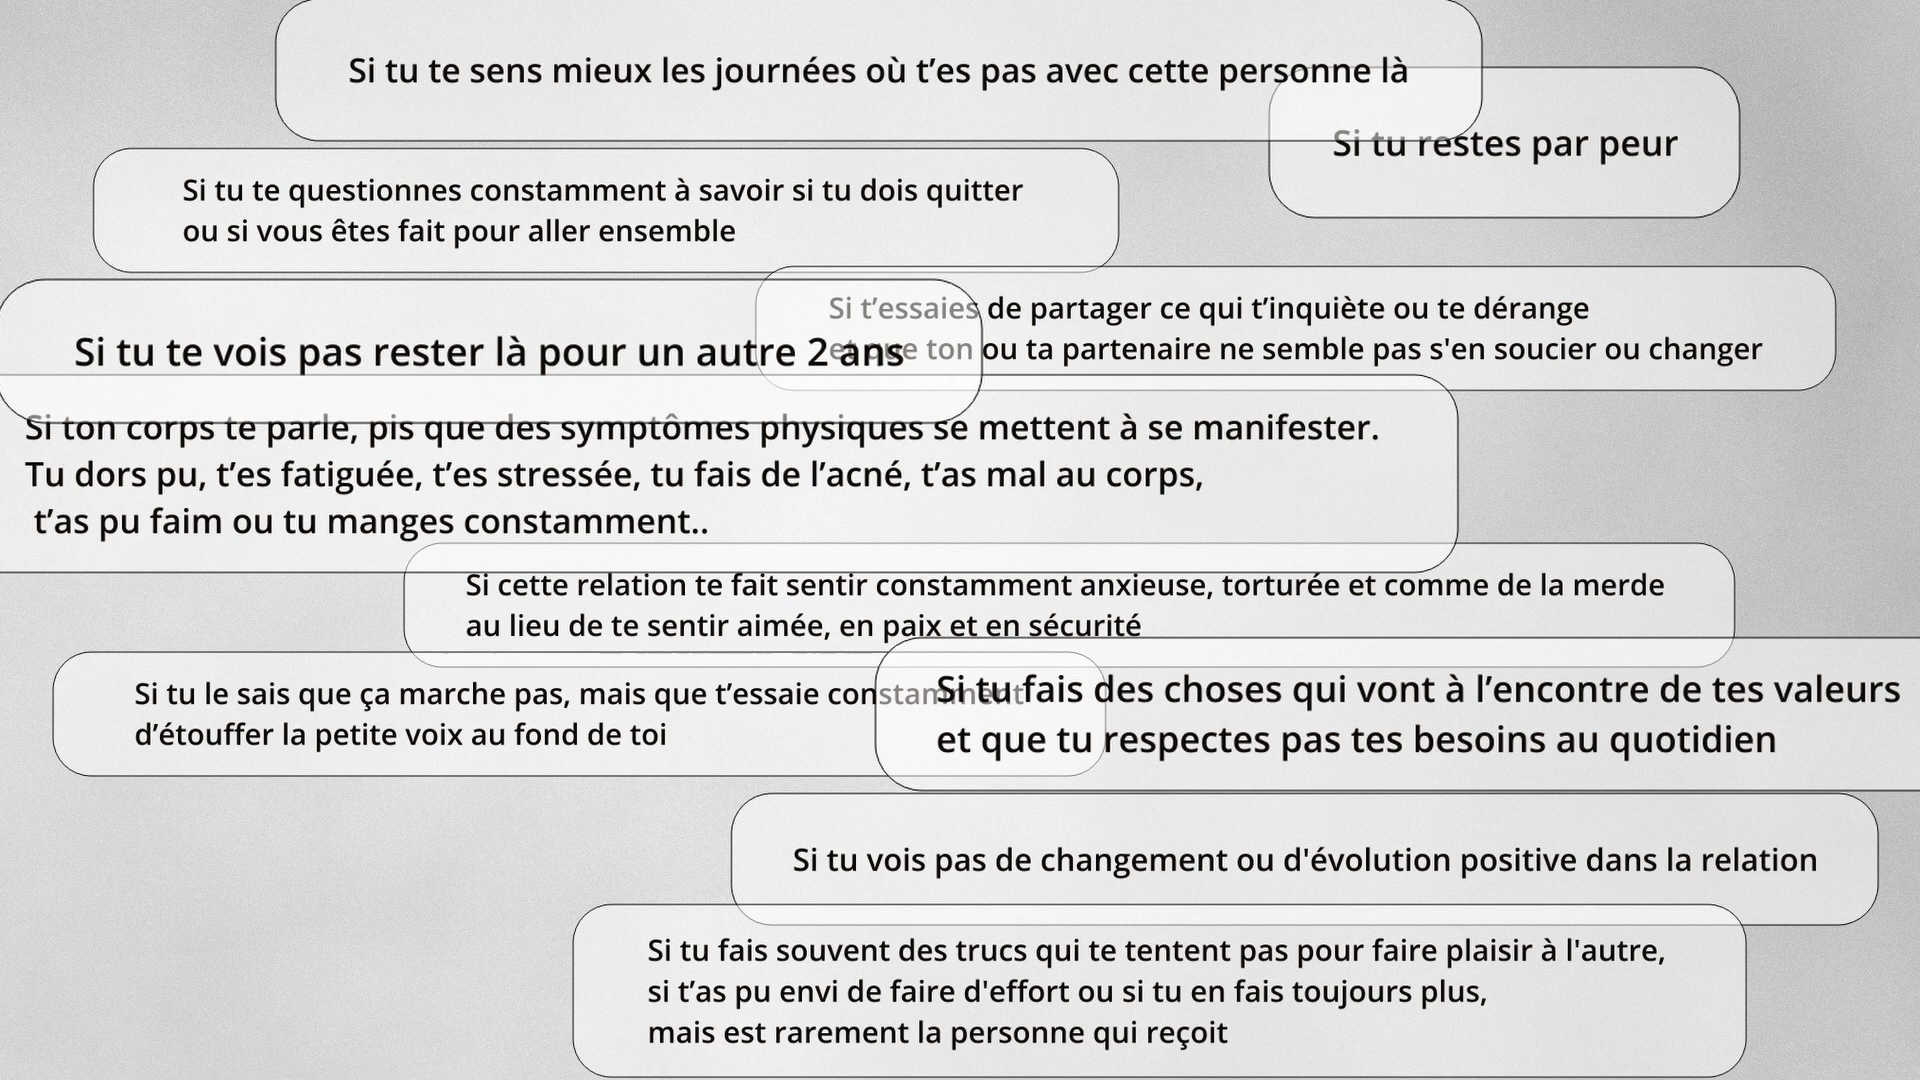 Si tu te sens mieux les journées où t’es pas avec cette personne là
Si tu restes par peur
Si tu te questionnes constamment à savoir si tu dois quitter
ou si vous êtes fait pour aller ensemble
Si t’essaies de partager ce qui t’inquiète ou te dérange
et que ton ou ta partenaire ne semble pas s'en soucier ou changer
Si tu te vois pas rester là pour un autre 2 ans
Si ton corps te parle, pis que des symptômes physiques se mettent à se manifester.
Tu dors pu, t’es fatiguée, t’es stressée, tu fais de l’acné, t’as mal au corps,
t’as pu faim ou tu manges constamment..
Si cette relation te fait sentir constamment anxieuse, torturée et comme de la merde
au lieu de te sentir aimée, en paix et en sécurité
Si tu le sais que ça marche pas, mais que t’essaie constamment
d’étouffer la petite voix au fond de toi
Si tu fais des choses qui vont à l’encontre de tes valeurs
et que tu respectes pas tes besoins au quotidien
Si tu vois pas de changement ou d'évolution positive dans la relation
Si tu fais souvent des trucs qui te tentent pas pour faire plaisir à l'autre,
si t’as pu envi de faire d'effort ou si tu en fais toujours plus,
mais est rarement la personne qui reçoit